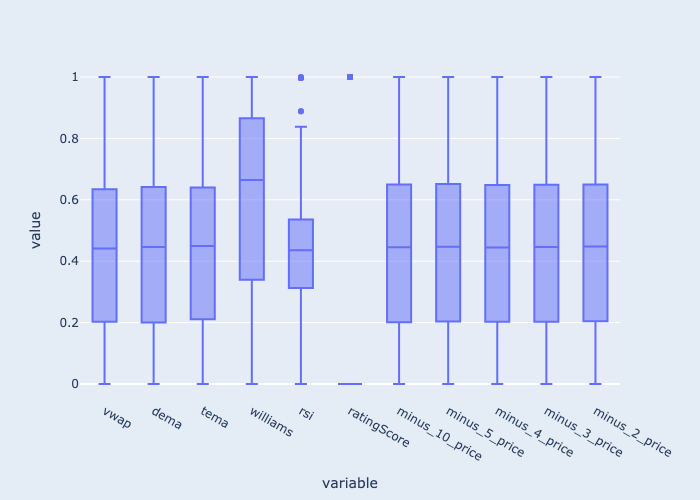 1
0.8
0.6
0.4
0.2
0
value
vwap
dema
tema
williams
rsi
ratingScore
minus_10_price
minus_5_price
minus_4_price
minus_3_price
minus_2_price
variable